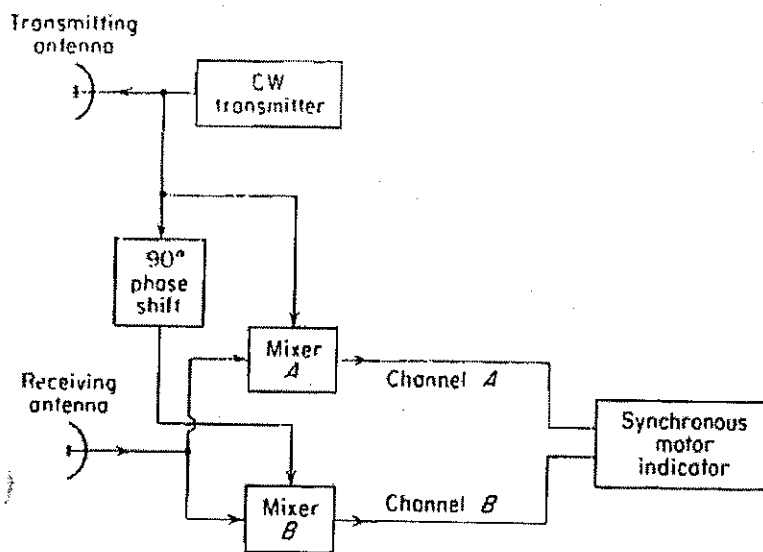 Transmitting
antenna
CW
transmitter
90°
phase
shift
Mixer
A
Channel A
Receiving
antenna
Synchronous
motor
indicator
Mixer
B
Channel B